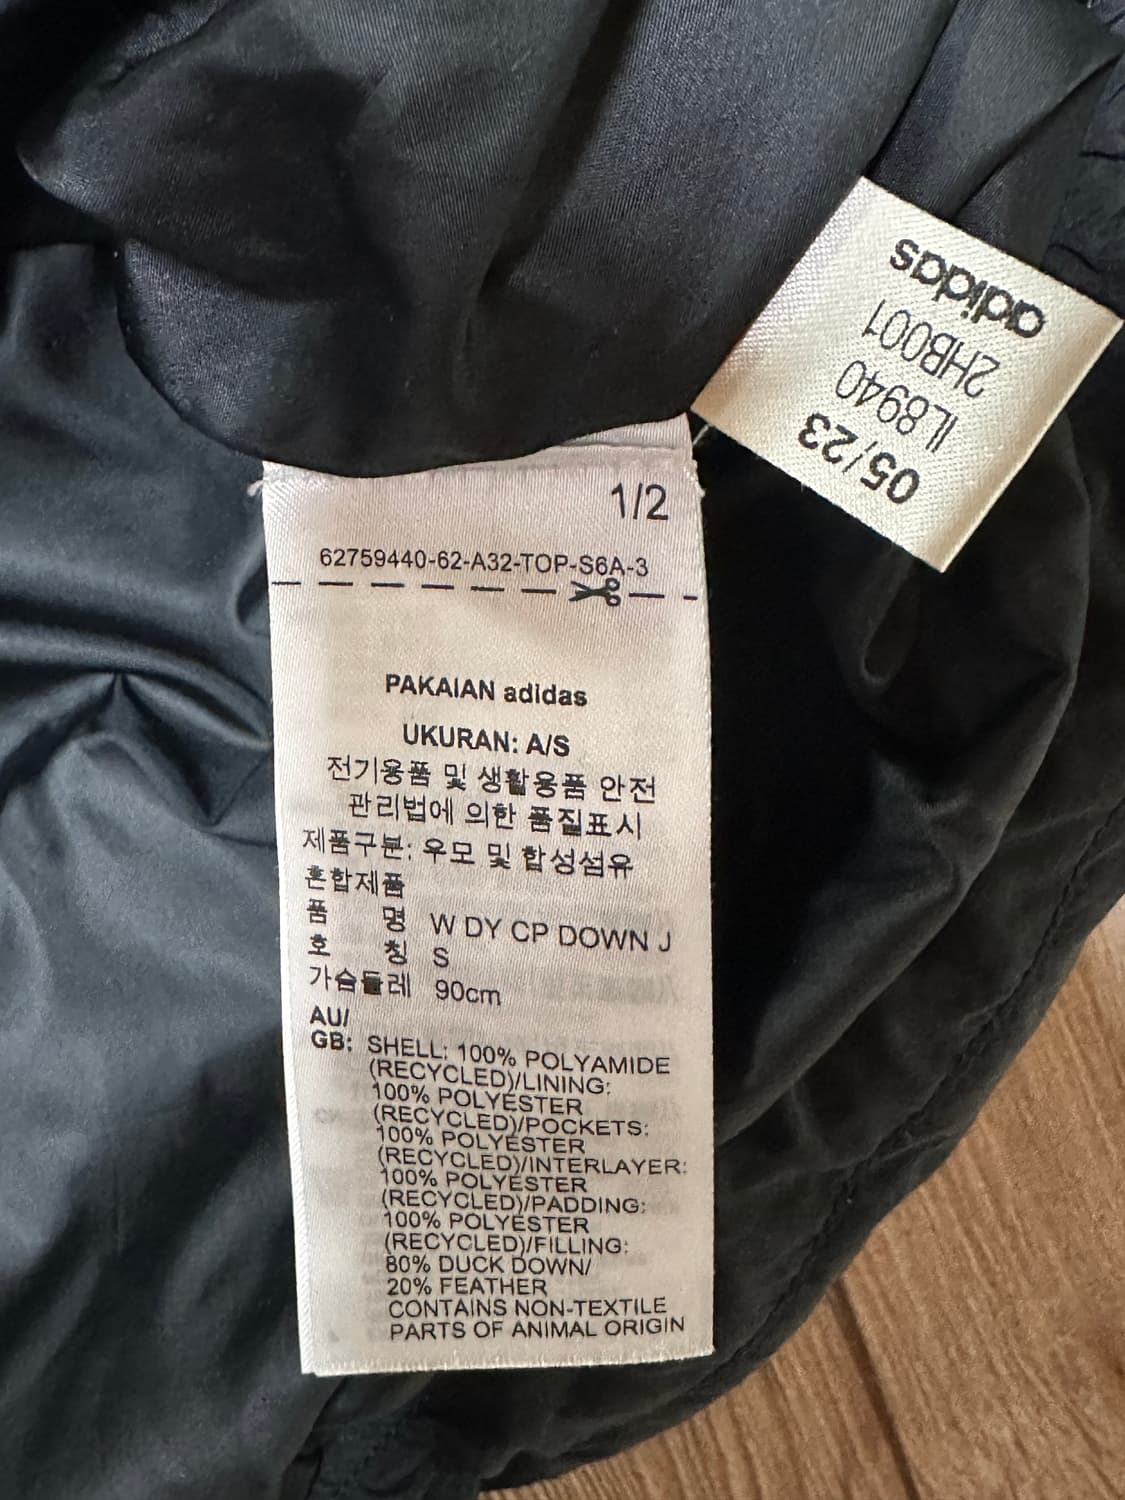 adidas
2HB001
IL8940
05/23
1/2
62759440-62-A32-TOP-S6A-3
PAKAIAN adidas
UKURAN: A/S
전기용품 및 생활용품 안전
관리법에 의한 품질표시
제품구분: 우모 및 합성섬유
혼합제품
품 명 W DY CP DOWN J
호 칭 S
가슴둘레 90cm
AU/
GB: SHELL: 100% POLYAMIDE
(RECYCLED)/LINING:
100% POLYESTER
(RECYCLED)/POCKETS:
100% POLYESTER
(RECYCLED)/INTERLAYER:
100% POLYESTER
(RECYCLED)/PADDING:
100% POLYESTER
(RECYCLED)/FILLING:
80% DUCK DOWN/
20% FEATHER
CONTAINS NON-TEXTILE
PARTS OF ANIMAL ORIGIN